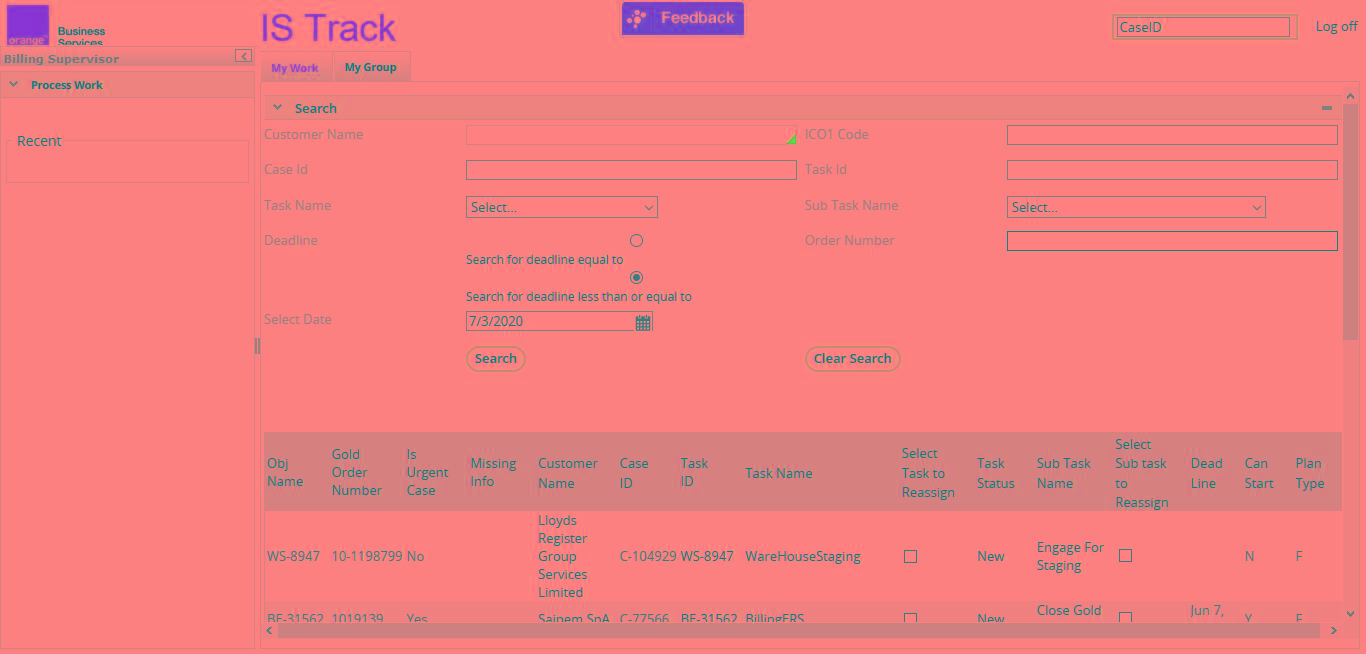 orange™
Business
Services
IS Track
Feedback
CaseID
Log off
Billing Supervisor
My Work
My Group
Process Work
Recent
Search
Customer Name
ICO1 Code
Case Id
Task Id
Task Name
Select...
Sub Task Name
Select...
Deadline
Order Number
Search for deadline equal to
Search for deadline less than or equal to
Select Date
7/3/2020
Search
Clear Search
Obj Name
Gold Order Number
Is Urgent Case
Missing Info
Customer Name
Case ID
Task ID
Task Name
Select Task to Reassign
Task Status
Sub Task Name
Select Sub task to Reassign
Dead Line
Can Start
Plan Type
WS-8947
10-1198799
No
Lloyds Register Group Services Limited
C-104929
WS-8947
WareHouseStaging
New
Engage For Staging
N
F
BE-31562
1019139
Yes
Saipem SpA
C-77566
BE-31562
BillingERS
New
Close Gold
Jun 7,
Y
F